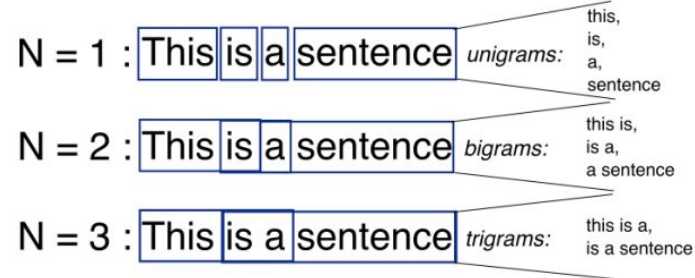 N = 1 : This is a sentence unigrams:
this,
is,
a,
sentence
N = 2 : This is a sentence bigrams:
this is,
is a,
a sentence
N = 3 : This is a sentence trigrams:
this is a,
is a sentence